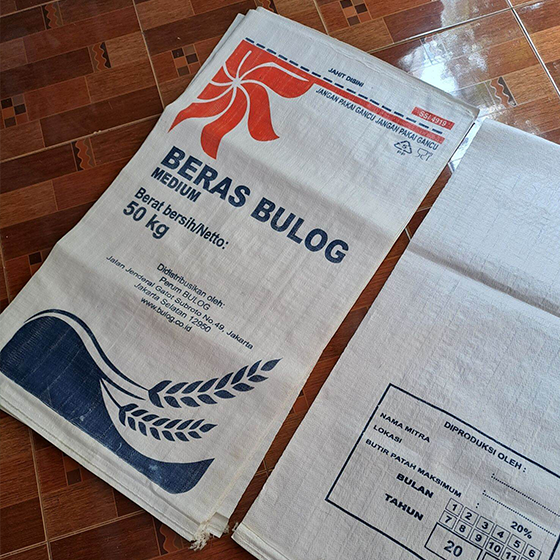 JAHIT DISINI
SSI-2919
JANGAN PAKAI GANCU JANGAN PAKAI GANCU
PP
BERAS BULOG
MEDIUM
Berat bersih/Netto:
50 kg
Didistribusikan oleh:
Perum BULOG
Jalan Jenderal Gatot Subroto No.49, Jakarta
Jakarta Selatan 12950
www.bulog.co.id
DIPRODUKSI OLEH :
NAMA MITRA :
LOKASI :
BUTIR PATAH MAKSIMUM : 20%
BULAN 1 2 3 4 5 6
7 8 9 10 11
TAHUN 20